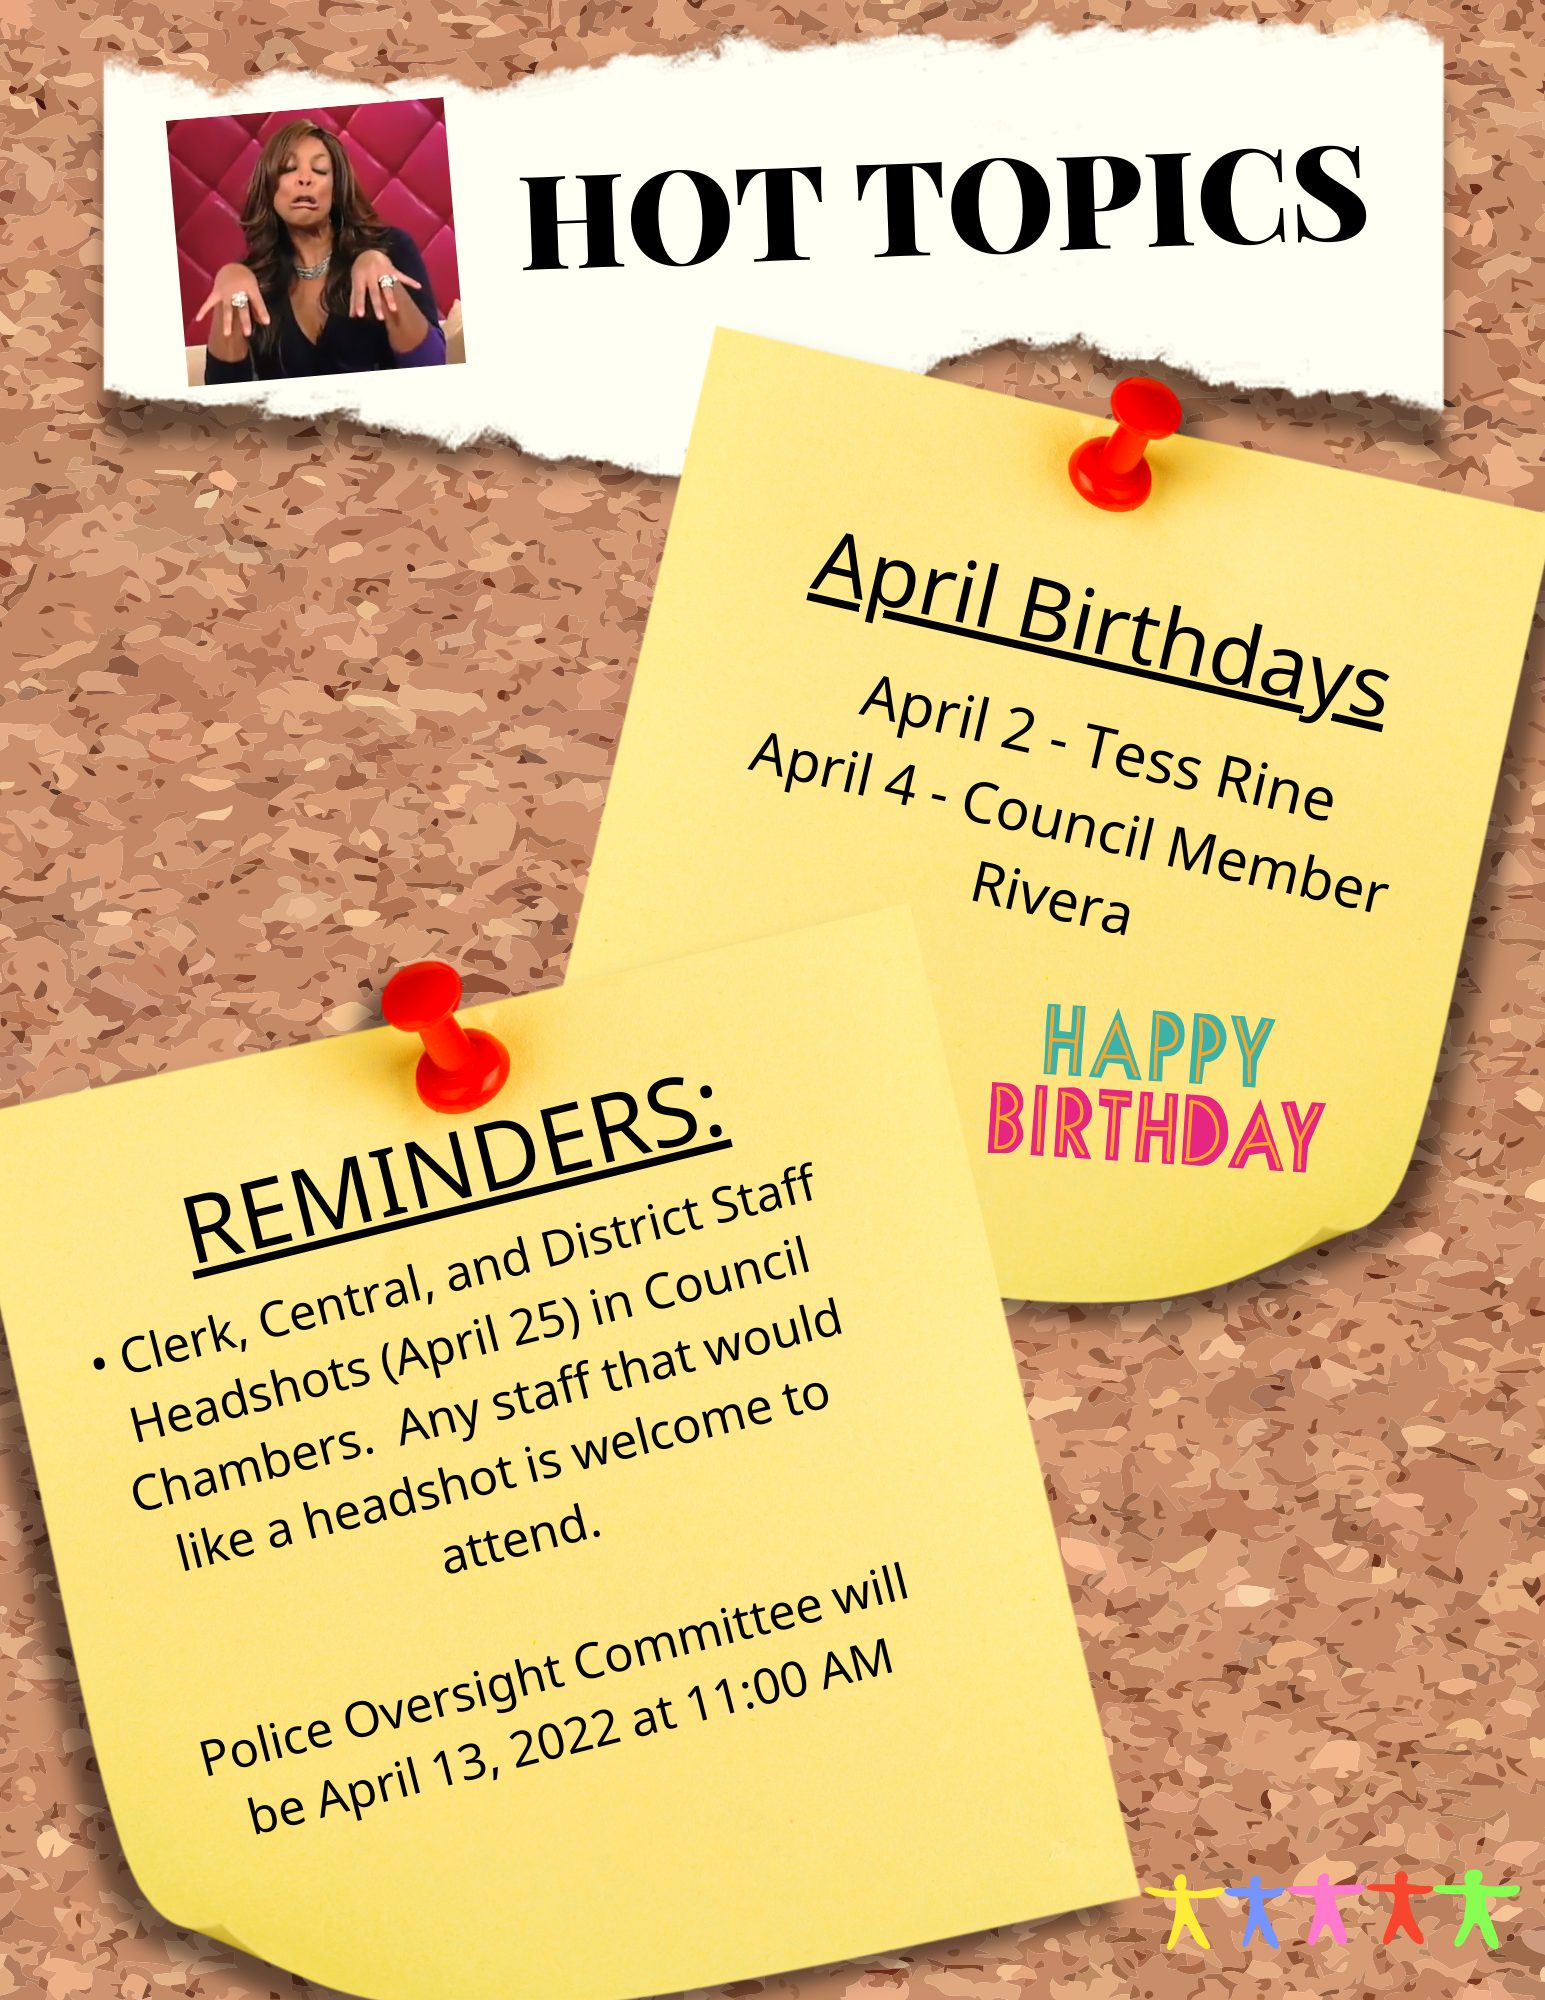 HOT TOPICS
April Birthdays
April 2 - Tess Rine
April 4 - Council Member
Rivera
HAPPY
BIRTHDAY
REMINDERS:
• Clerk, Central, and District Staff
Headshots (April 25) in Council
Chambers.  Any staff that would
like a headshot is welcome to
attend.
Police Oversight Committee will
be April 13, 2022 at 11:00 AM